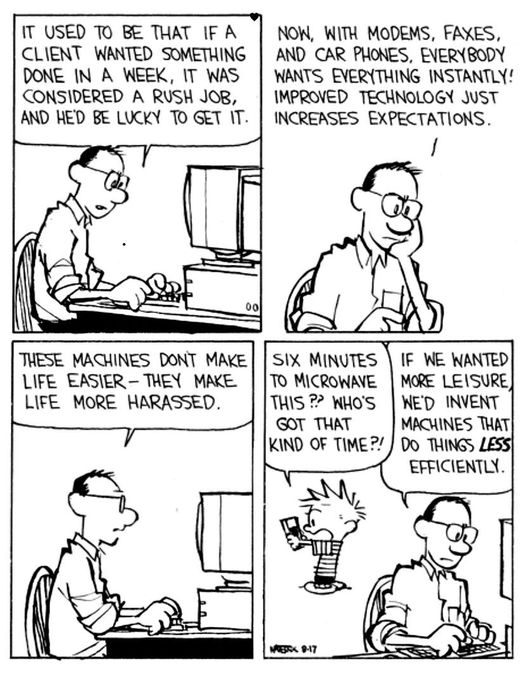 IT USED TO BE THAT IF A
CLIENT WANTED SOMETHING
DONE IN A WEEK, IT WAS
CONSIDERED A RUSH JOB,
AND HE'D BE LUCKY TO GET IT.
NOW, WITH MODEMS, FAXES,
AND CAR PHONES, EVERYBODY
WANTS EVERYTHING INSTANTLY!
IMPROVED TECHNOLOGY JUST
INCREASES EXPECTATIONS.
THESE MACHINES DON'T MAKE
LIFE EASIER - THEY MAKE
LIFE MORE HARASSED.
SIX MINUTES
TO MICROWAVE
THIS?? WHO'S
GOT THAT
KIND OF TIME?!
IF WE WANTED
MORE LEISURE,
WE'D INVENT
MACHINES THAT
DO THINGS LESS
EFFICIENTLY.
8-17